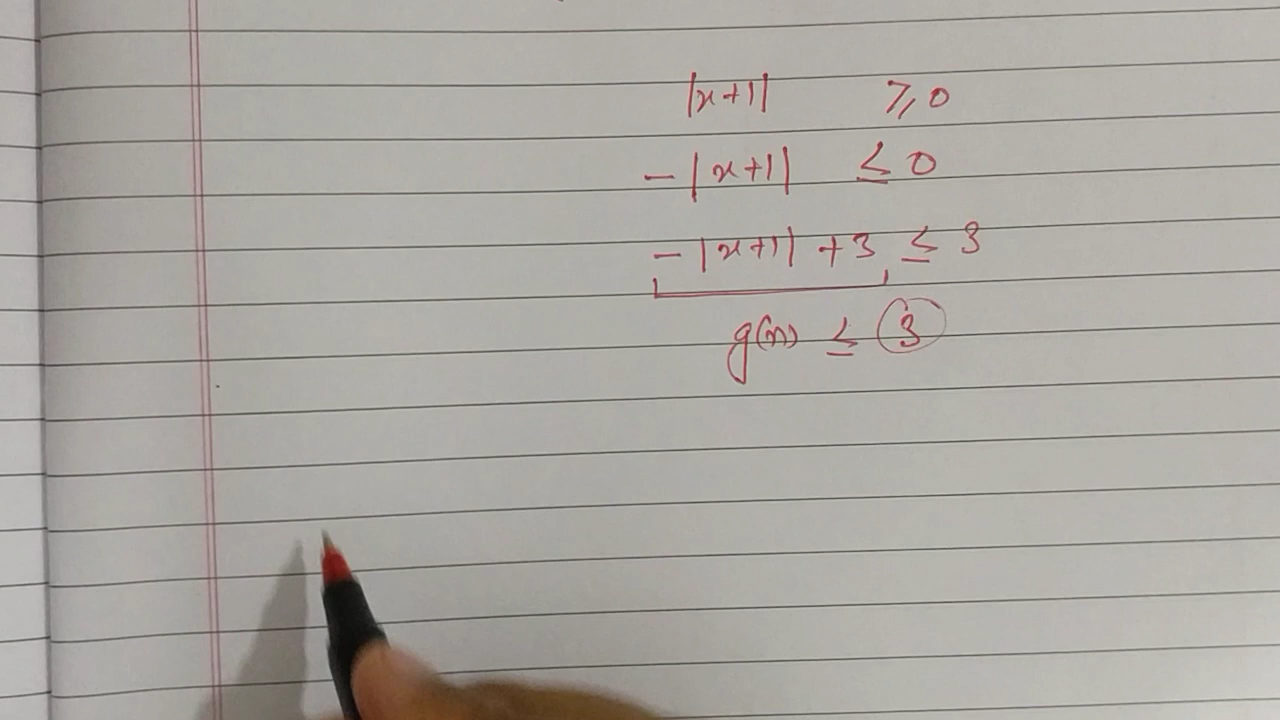 |x+1| ≥ 0
- |x+1| ≤ 0
- |x+1| + 3 ≤ 3
g(x) ≤ 3